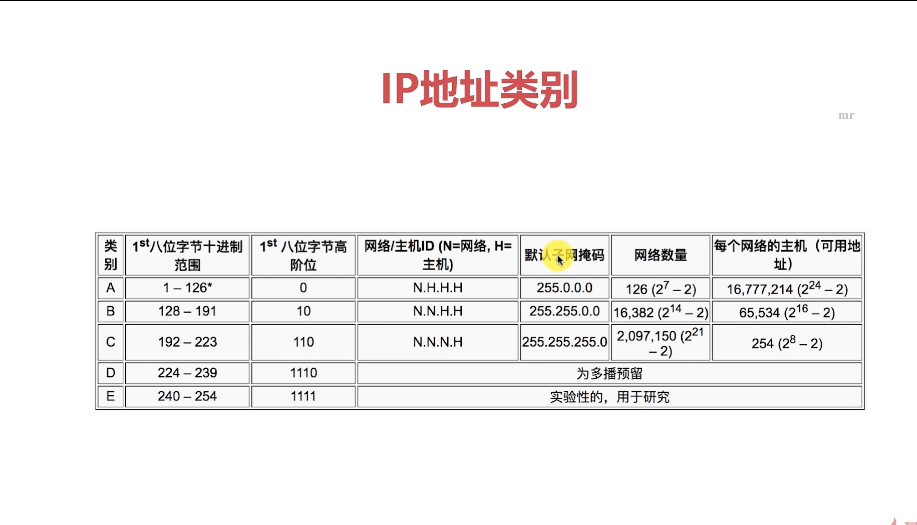 IP地址类别
mr
类别 1st八位字节十进制范围 1st 八位字节高阶位 网络/主机ID (N=网络, H=主机) 默认子网掩码 网络数量 每个网络的主机（可用地址）
A 1 – 126* 0 N.H.H.H 255.0.0.0 126 (2^7 – 2) 16,777,214 (2^24 – 2)
B 128 – 191 10 N.N.H.H 255.255.0.0 16,382 (2^14 – 2) 65,534 (2^16 – 2)
C 192 – 223 110 N.N.N.H 255.255.255.0 2,097,150 (2^21 – 2) 254 (2^8 – 2)
D 224 – 239 1110 为多播预留
E 240 – 254 1111 实验性的，用于研究